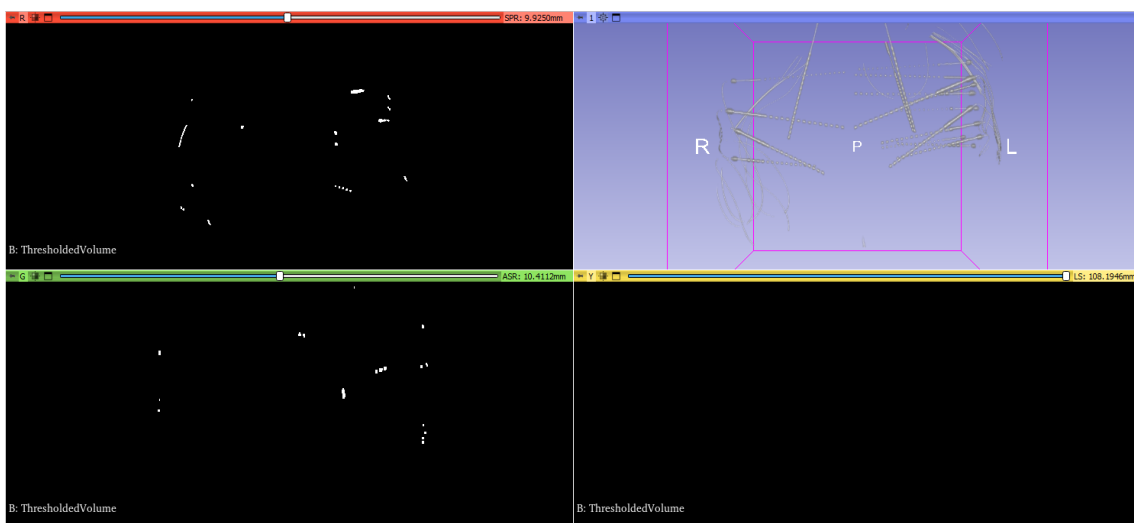 R SPR: 9.9250mm
B: ThresholdedVolume
1
R P L
G ASR: 10.4112mm
B: ThresholdedVolume
Y LS: 108.1946mm
B: ThresholdedVolume